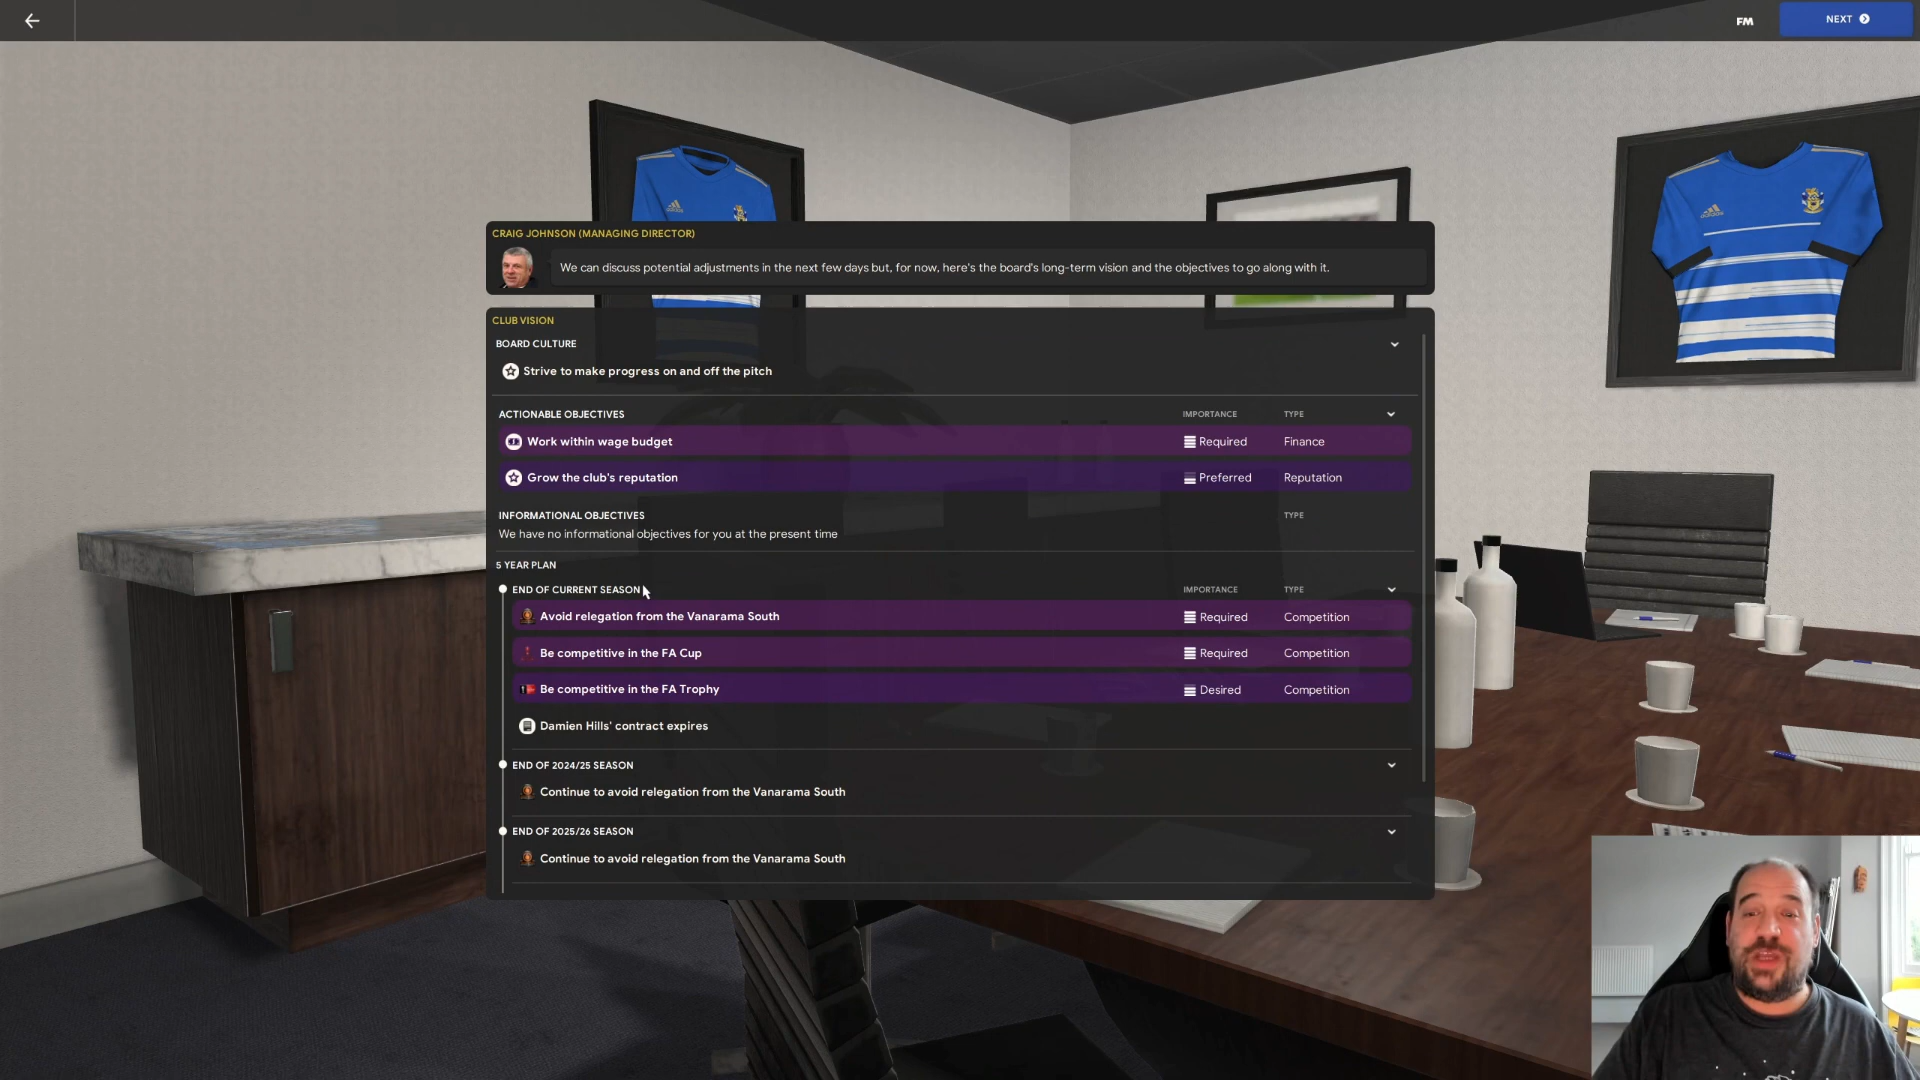 FM
NEXT
CRAIG JOHNSON (MANAGING DIRECTOR)
We can discuss potential adjustments in the next few days but, for now, here's the board's long-term vision and the objectives to go along with it.
CLUB VISION
BOARD CULTURE
Strive to make progress on and off the pitch
ACTIONABLE OBJECTIVES IMPORTANCE TYPE
Work within wage budget Required Finance
Grow the club's reputation Preferred Reputation
INFORMATIONAL OBJECTIVES TYPE
We have no informational objectives for you at the present time
5 YEAR PLAN
END OF CURRENT SEASON IMPORTANCE TYPE
Avoid relegation from the Vanarama South Required Competition
Be competitive in the FA Cup Required Competition
Be competitive in the FA Trophy Desired Competition
Damien Hills' contract expires
END OF 2024/25 SEASON
Continue to avoid relegation from the Vanarama South
END OF 2025/26 SEASON
Continue to avoid relegation from the Vanarama South